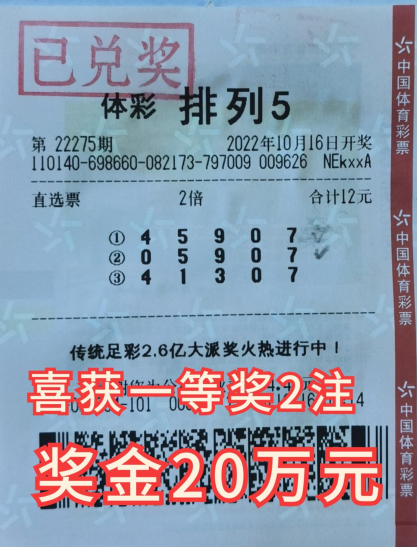 已兑奖
体彩 排列5
第 22275期 2022年10月16日开奖
110140-698660-082173-797009 009626 NEkxxA
直选票 2倍 合计12元
① 4 5 9 0 7
② 0 5 9 0 7
③ 4 1 3 0 7
传统足彩2.6亿大派奖火热进行中！
喜获一等奖2注
奖金20万元
中国体育彩票
中国体育彩票
中国体育彩票